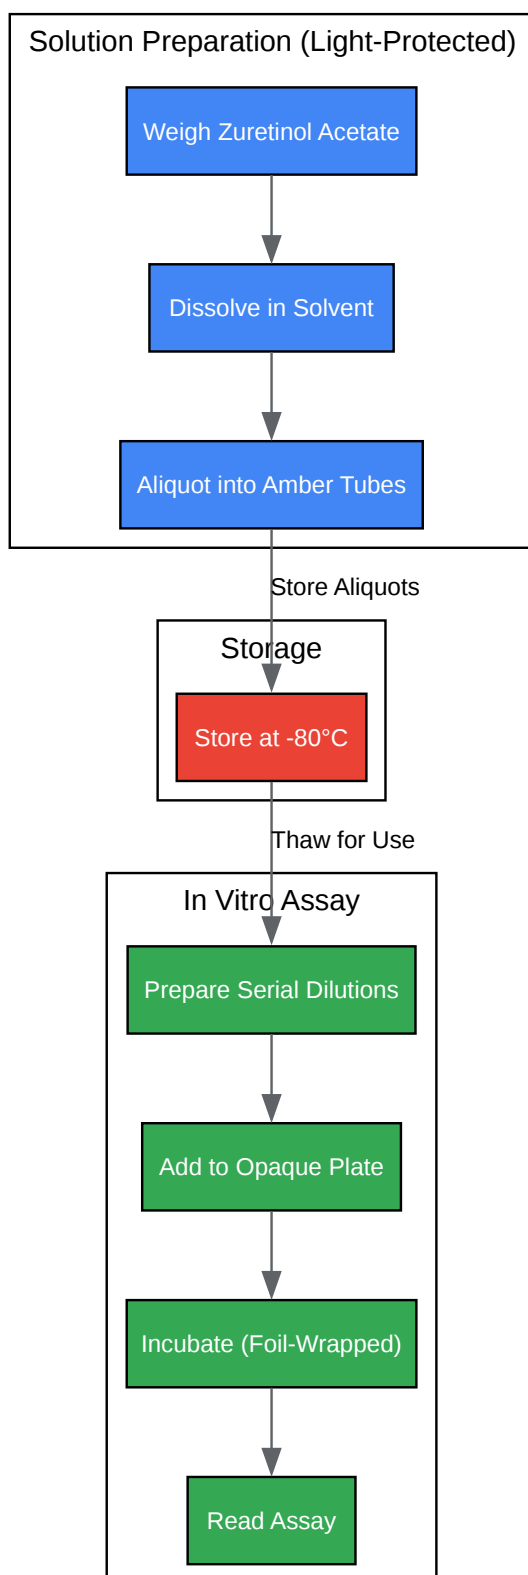 Solution Preparation (Light-Protected)
Weigh Zuretinol Acetate
Dissolve in Solvent
Aliquot into Amber Tubes
Store Aliquots
Storage
Store at -80°C
Thaw for Use
In Vitro Assay
Prepare Serial Dilutions
Add to Opaque Plate
Incubate (Foil-Wrapped)
Read Assay